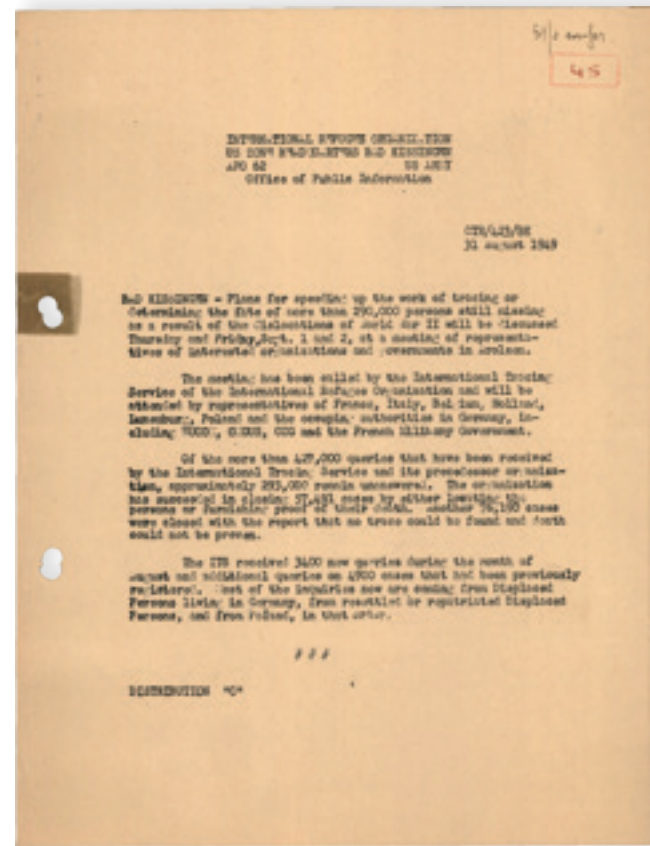 45
INTERNATIONAL REFUGEE ORGANIZATION
US ZONE HEADQUARTERS BAD KISSINGEN
APO 62 US ARMY
Office of Public Information
31 August 1949
BAD KISSINGEN - Plans for speeding up the work of tracing or
determining the fate of more than 290,000 persons still missing
as a result of the dislocations of World War II will be discussed
Thursday and Friday, Sept. 1 and 2, at a meeting of representa-
tives of interested organizations and governments in Arolsen.
The meeting has been called by the International Tracing
Service of the International Refugee Organization and will be
attended by representatives of France, Italy, Belgium, Holland,
Luxemburg, Poland and the occupying authorities in Germany, in-
cluding CCG and the French Military Government.
Of the more than 427,000 queries that have been received
by the International Tracing Service and its predecessor organiza-
tion, approximately 293,000 remain unanswered. The organization
has succeeded in closing cases by either locating the
persons or furnishing proof of their death. Another cases
were closed with the report that no trace could be found and death
could not be proven.
The ITS received 3400 new queries during the month of
August and additional queries on 4900 cases that had been previously
registered. Most of the inquiries now are coming from Displaced
Persons living in Germany, from resettled or repatriated Displaced
Persons, and from Poland, in that order.
# # #
DISTRIBUTION "C"